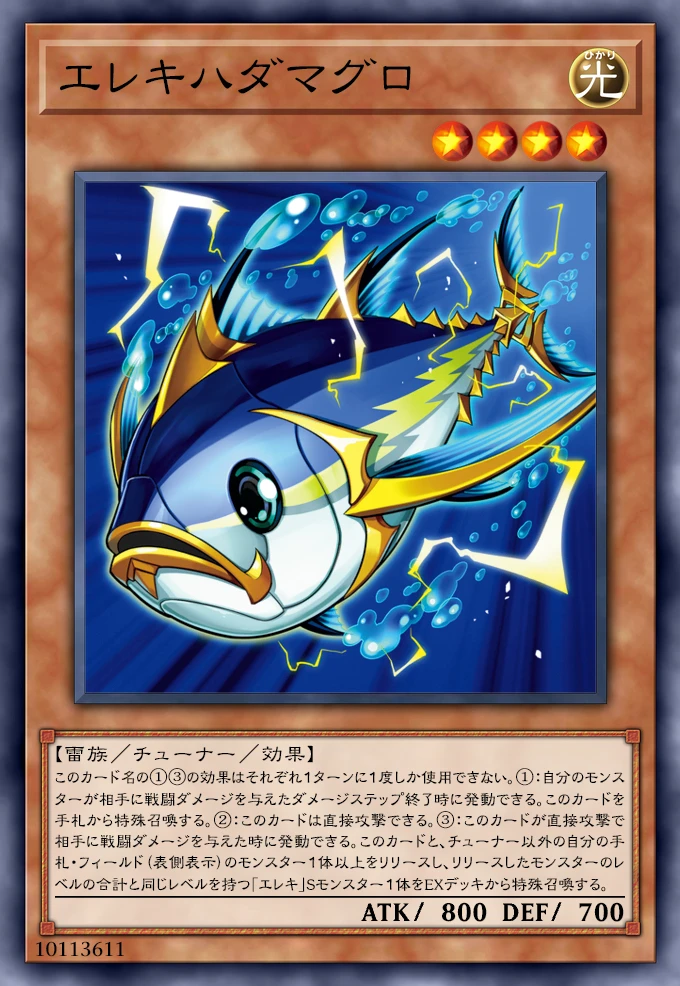 エレキハダマグロ
ひかり
光
【雷族／チューナー／効果】
このカード名の①③の効果はそれぞれ1ターンに1度しか使用できない。①：自分のモンス
ターが相手に戦闘ダメージを与えたダメージステップ終了時に発動できる。このカードを
手札から特殊召喚する。②：このカードは直接攻撃できる。③：このカードが直接攻撃で
相手に戦闘ダメージを与えた時に発動できる。このカードと、チューナー以外の自分の手
札・フィールド(表側表示)のモンスター1体以上をリリースし、リリースしたモンスターのレ
ベルの合計と同じレベルを持つ「エレキ」Sモンスター1体をEXデッキから特殊召喚する。
ATK/ 800 DEF/ 700
10113611